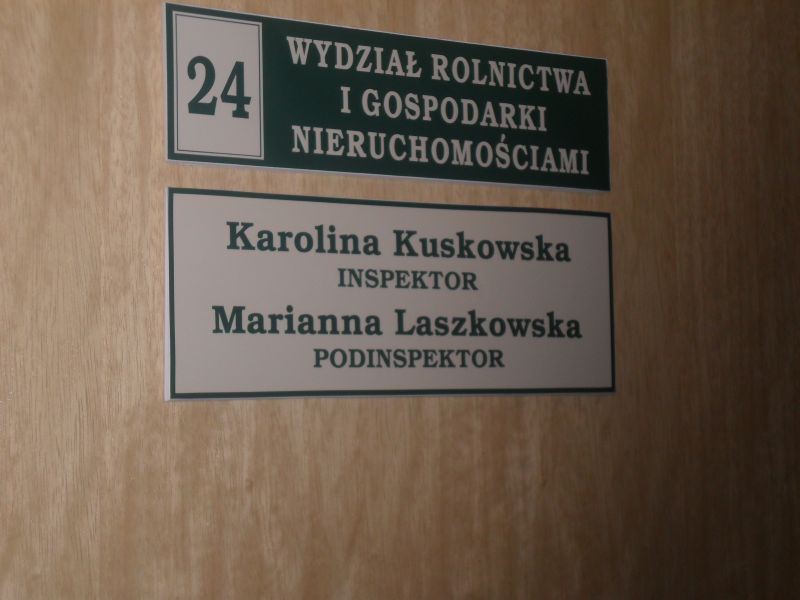 24
WYDZIAŁ ROLNICTWA
I GOSPODARKI
NIERUCHOMOŚCIAMI
Karolina Kuskowska
INSPEKTOR
Marianna Laszkowska
PODINSPEKTOR